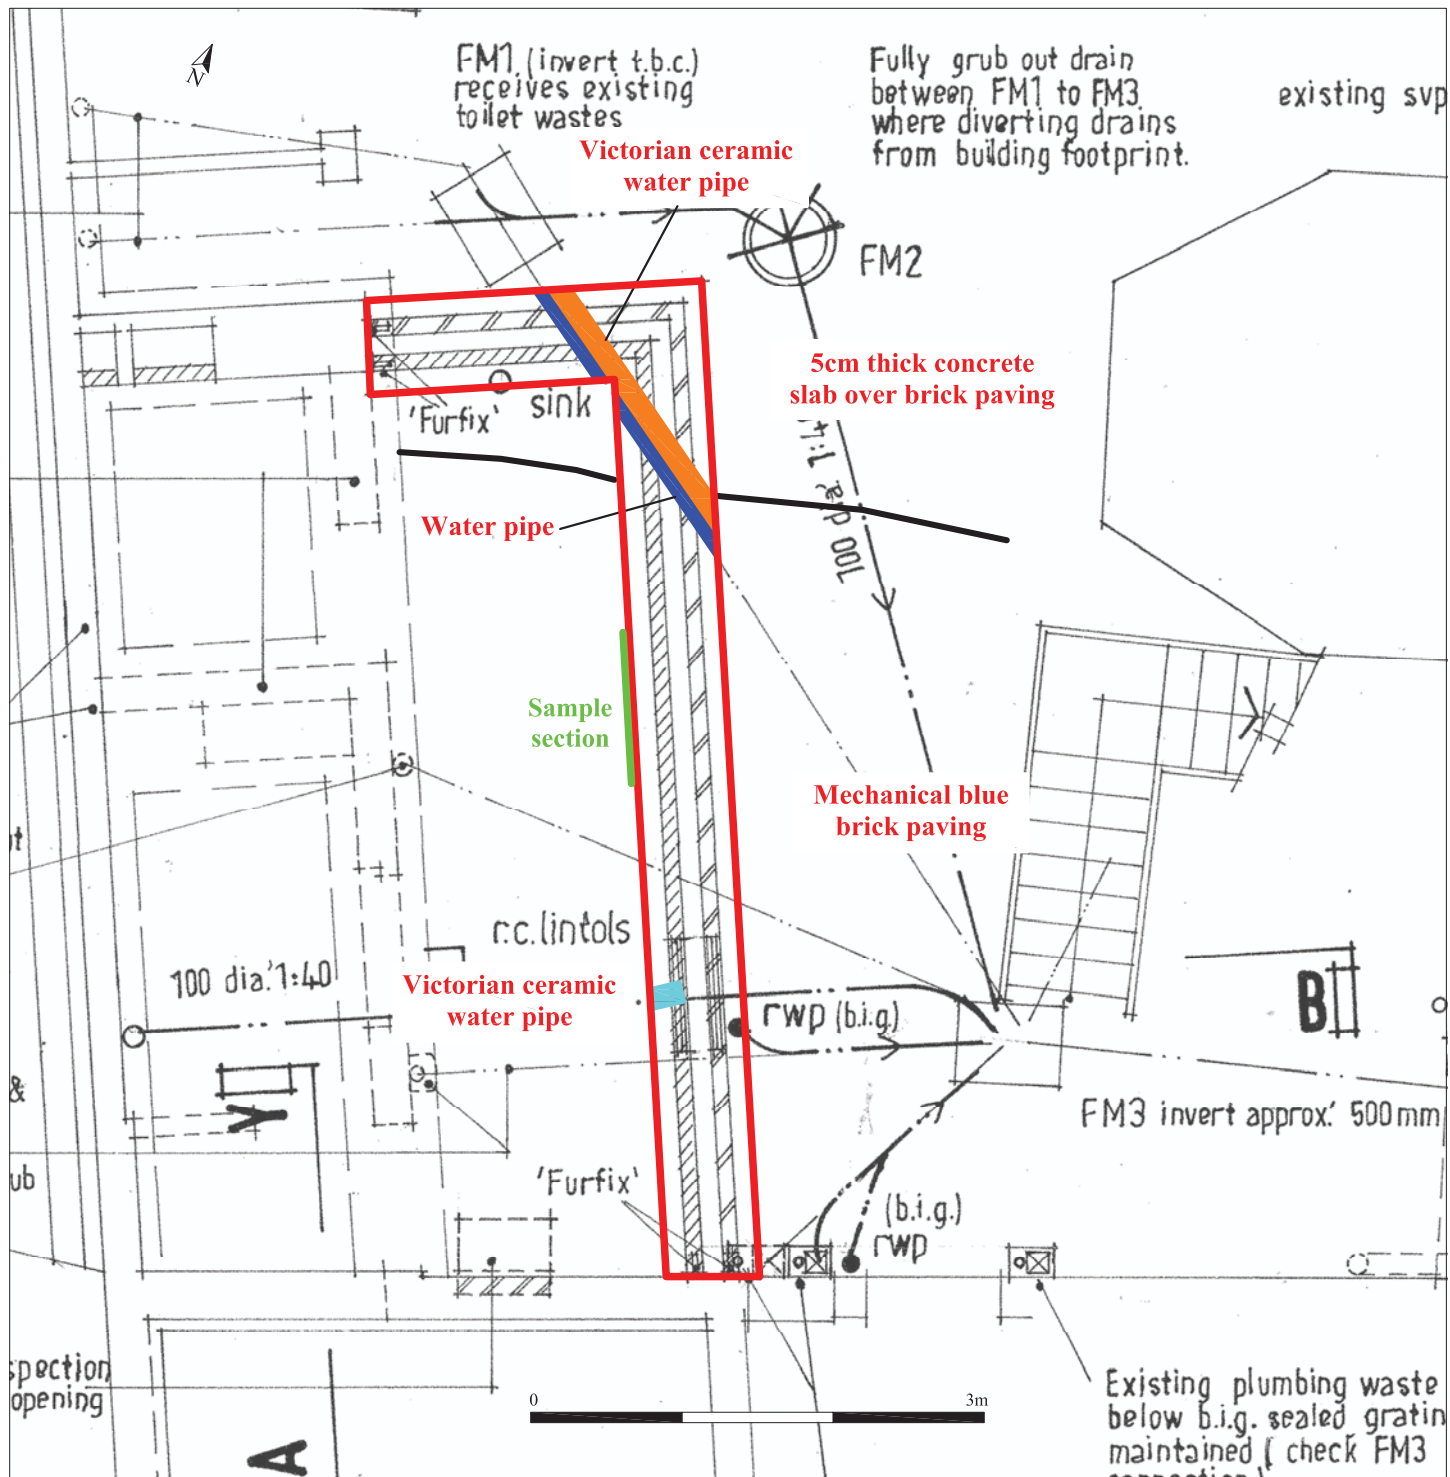 N
FM1 (invert t.b.c.)
receives existing
toilet wastes
Fully grub out drain
between FM1 to FM3
where diverting drains
from building footprint.
existing svp
Victorian ceramic
water pipe
FM2
5cm thick concrete
slab over brick paving
'Furfix'
sink
100 dia. 1:4
Water pipe
Sample
section
Mechanical blue
brick paving
r.c. lintols
100 dia. 1:40
Victorian ceramic
water pipe
rwp (b.i.g.)
B
&
FM3 invert approx. 500mm
ub
'Furfix'
(b.i.g.)
rwp
spection
opening
0 3m
A
Existing plumbing waste
below b.i.g. sealed gratin
maintained ( check FM3